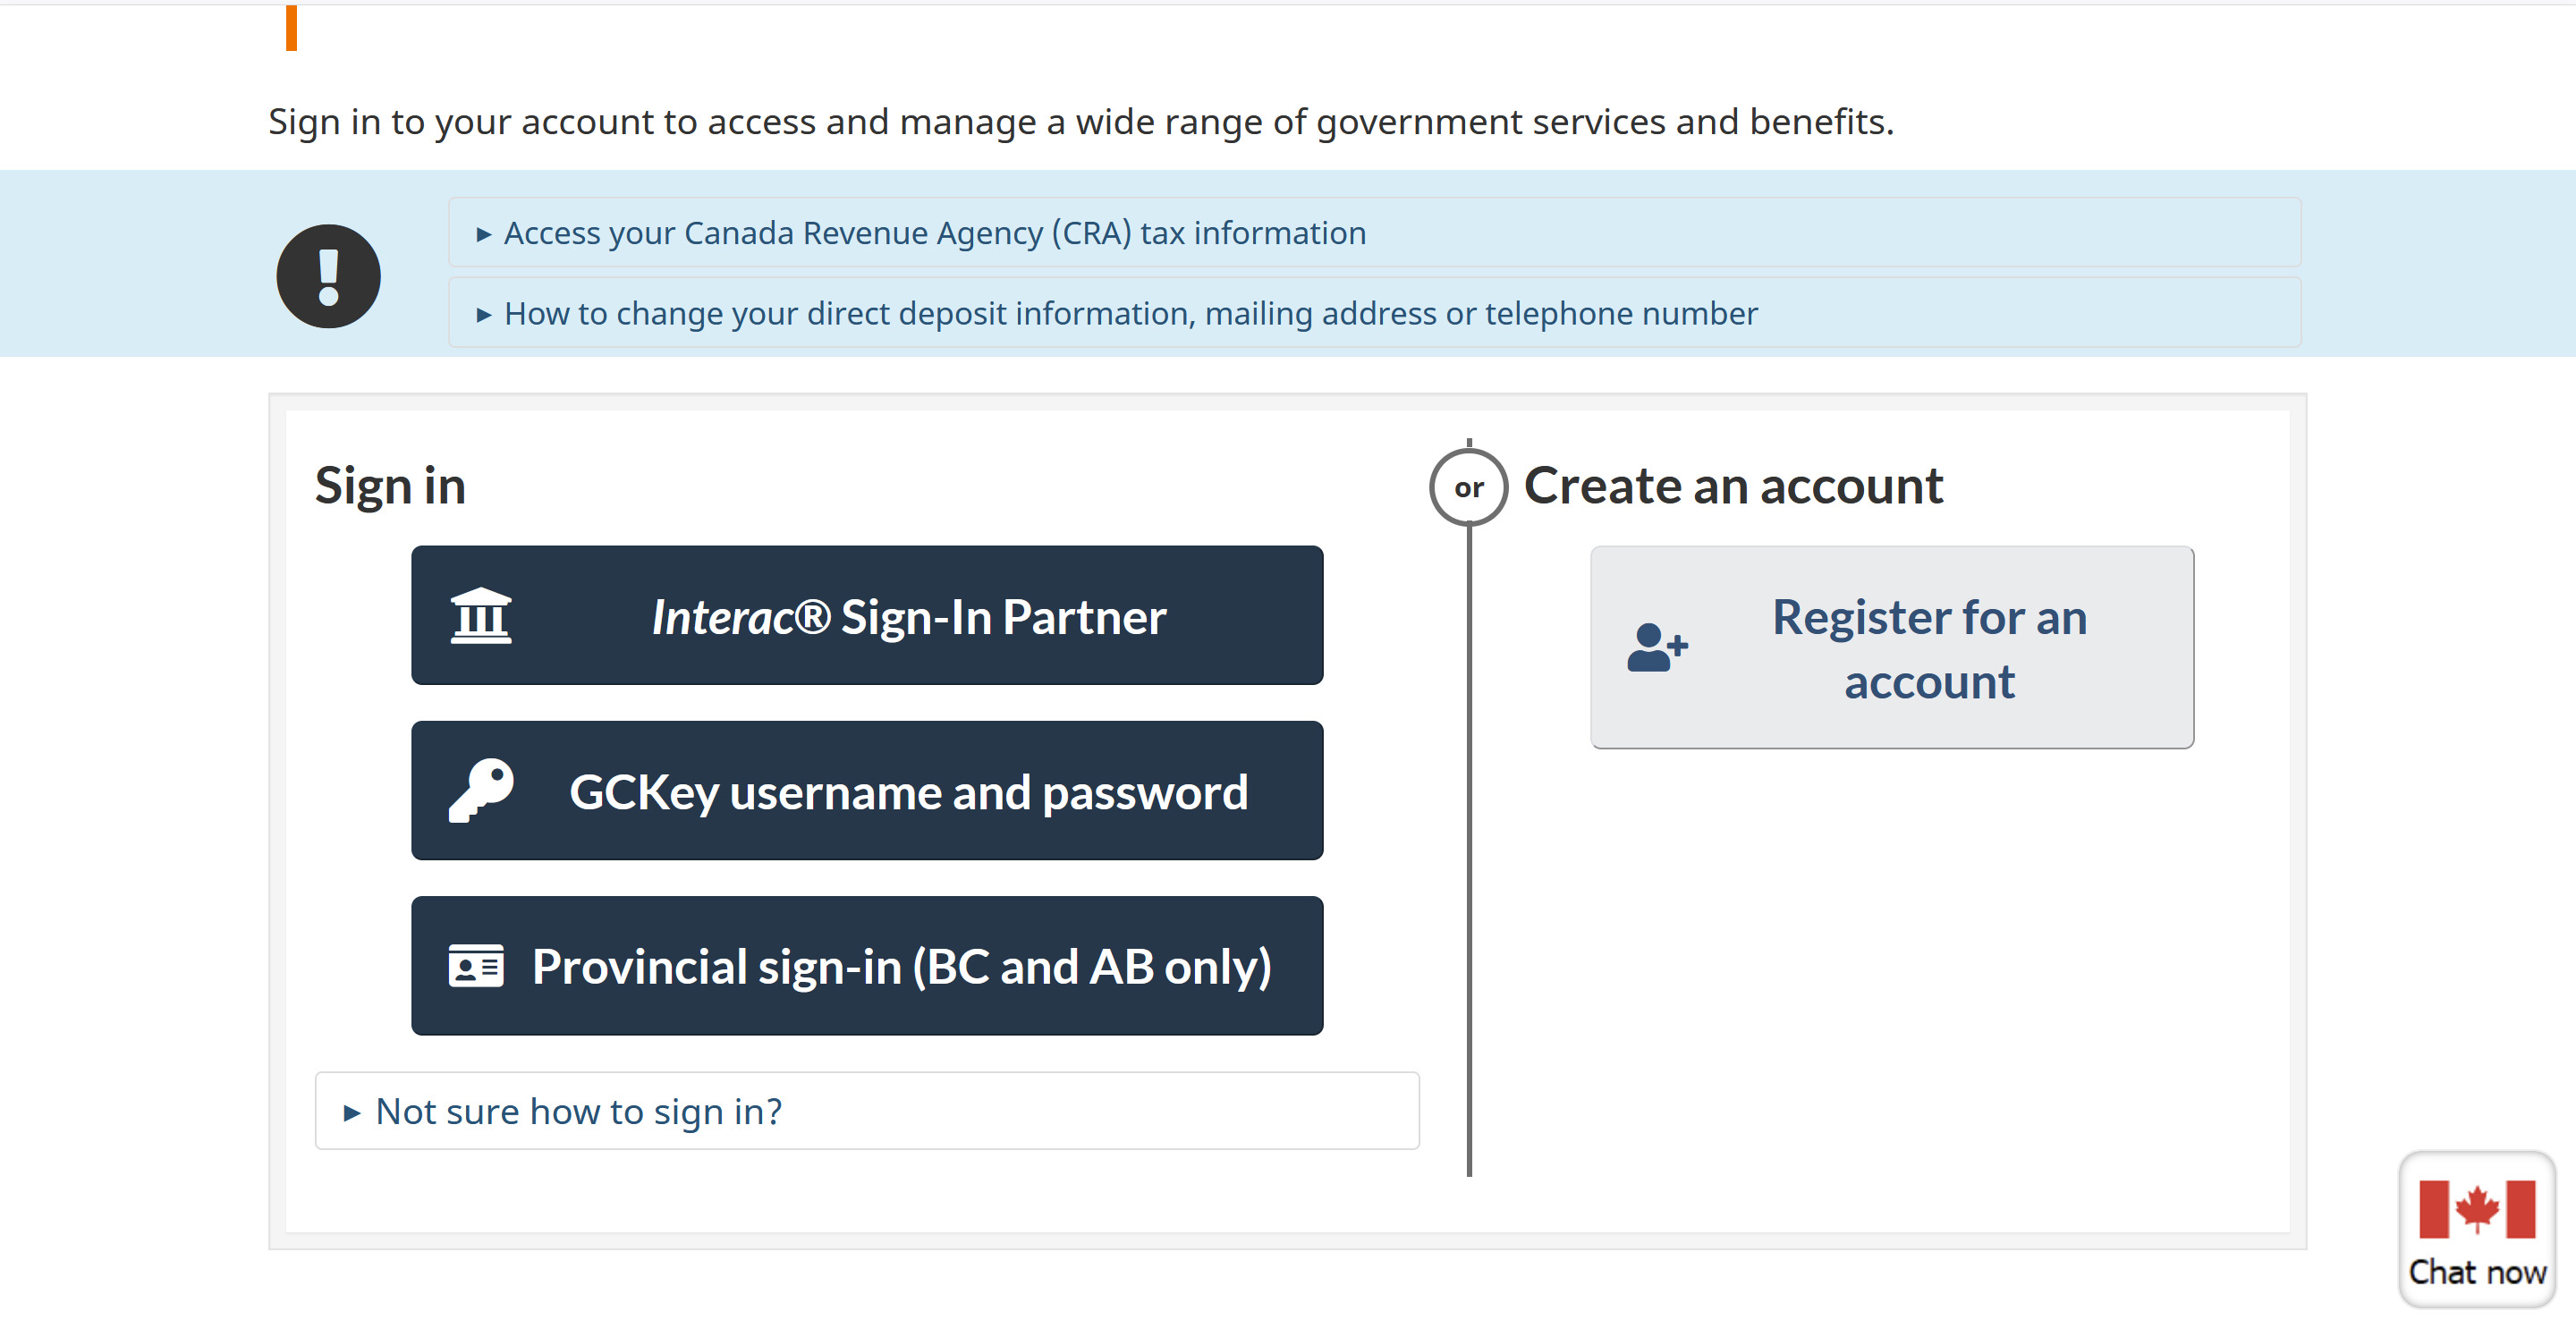 Sign in to your account to access and manage a wide range of government services and benefits.
Access your Canada Revenue Agency (CRA) tax information
How to change your direct deposit information, mailing address or telephone number
Sign in
or
Create an account
Interac® Sign-In Partner
GCKey username and password
Provincial sign-in (BC and AB only)
Not sure how to sign in?
Register for an
account
Chat now